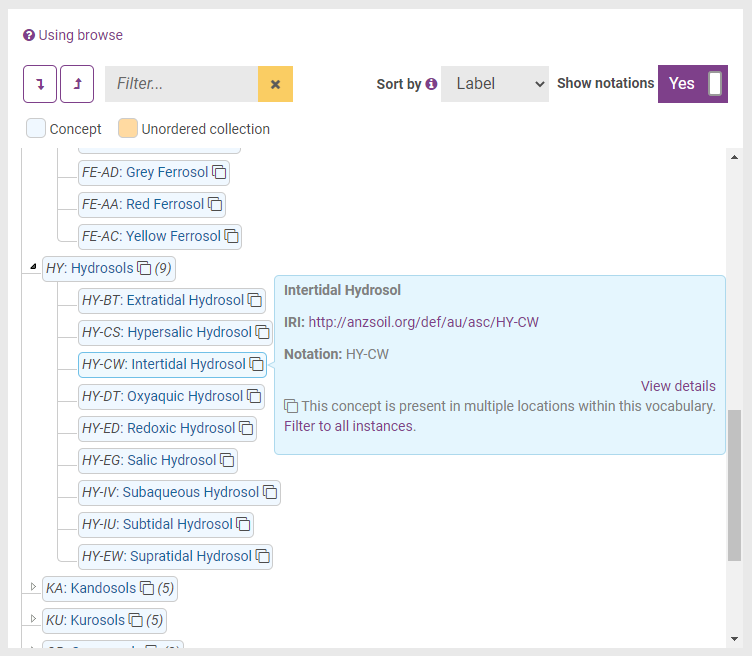 Using browse
Filter...
Sort by
Label
Show notations
Yes
Concept
Unordered collection
FE-AD: Grey Ferrosol
FE-AA: Red Ferrosol
FE-AC: Yellow Ferrosol
HY: Hydrosols (9)
HY-BT: Extratidal Hydrosol
HY-CS: Hypersalic Hydrosol
HY-CW: Intertidal Hydrosol
HY-DT: Oxyaquic Hydrosol
HY-ED: Redoxic Hydrosol
HY-EG: Salic Hydrosol
HY-IV: Subaqueous Hydrosol
HY-IU: Subtidal Hydrosol
HY-EW: Supratidal Hydrosol
KA: Kandosols (5)
KU: Kurosols (5)
Intertidal Hydrosol
IRI: http://anzsoil.org/def/au/asc/HY-CW
Notation: HY-CW
View details
This concept is present in multiple locations within this vocabulary.
Filter to all instances.